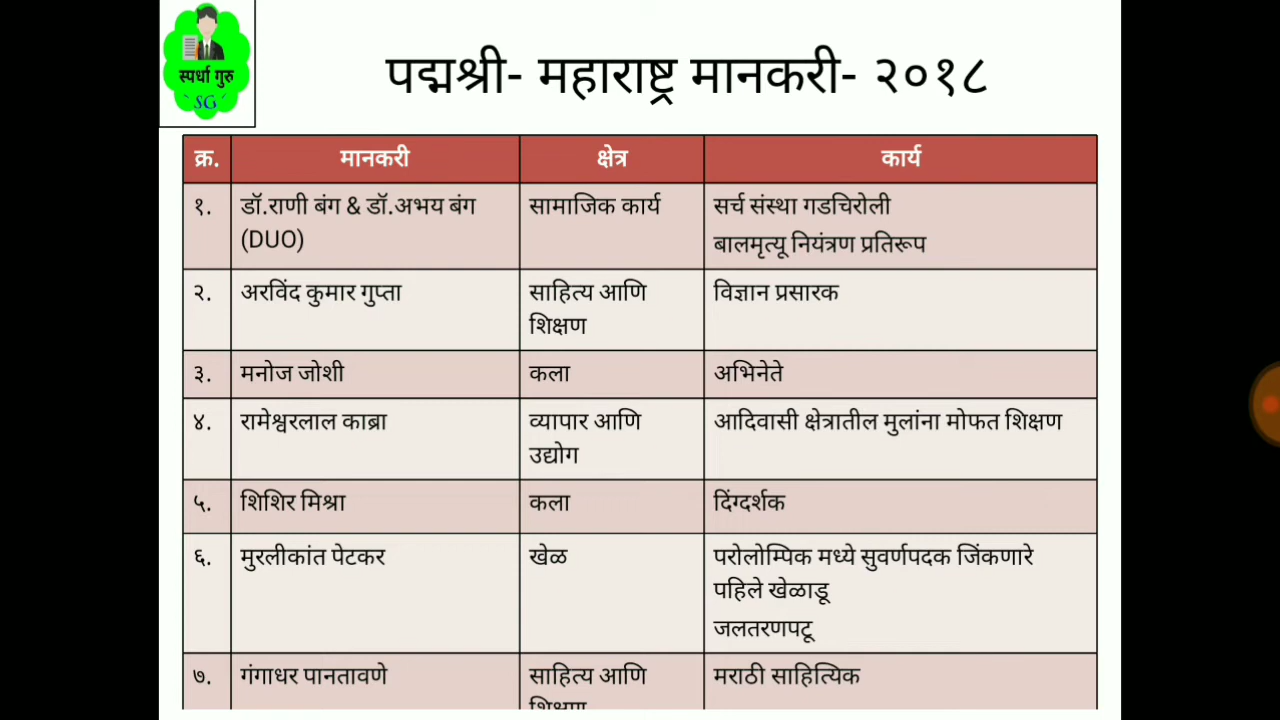 स्पर्धा गुरु
SG
पद्मश्री- महाराष्ट्र मानकरी- २०१८
क्र. मानकरी क्षेत्र कार्य
१. डॉ.राणी बंग & डॉ.अभय बंग सामाजिक कार्य सर्च संस्था गडचिरोली
(DUO) बालमृत्यू नियंत्रण प्रतिरूप
२. अरविंद कुमार गुप्ता साहित्य आणि विज्ञान प्रसारक
शिक्षण
३. मनोज जोशी कला अभिनेते
४. रामेश्वरलाल काब्रा व्यापार आणि आदिवासी क्षेत्रातील मुलांना मोफत शिक्षण
उद्योग
५. शिशिर मिश्रा कला दिंग्दर्शक
६. मुरलीकांत पेटकर खेळ परोलोम्पिक मध्ये सुवर्णपदक जिंकणारे
पहिले खेळाडू
जलतरणपटू
७. गंगाधर पानतावणे साहित्य आणि मराठी साहित्यिक
शिक्षण